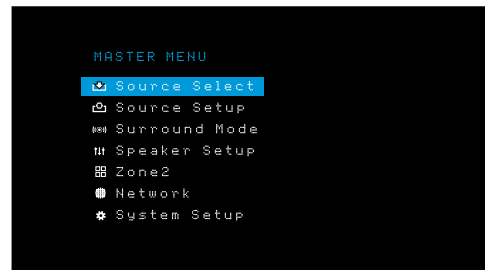 MASTER MENU
Source Select
Source Setup
Surround Mode
Speaker Setup
Zone2
Network
System Setup